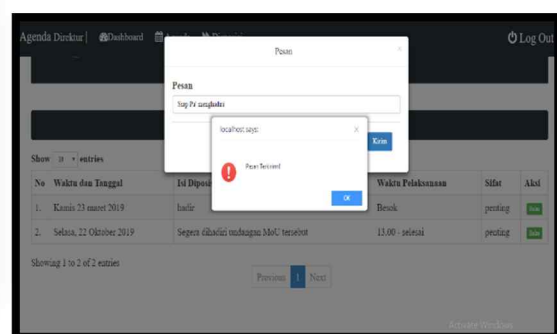 Agenda Direktur | Dashboard Log Out
Pesan ×
Pesan
Siap Pa' menghadiri
localhost says: ×
Pesan Terkirim!
OK
Kirim
Show 10 entries
No Waktu dan Tanggal Isi Waktu Pelaksanaan Sifat Aksi
1. Kamis 23 maret 2019 hadir Besok penting
2. Selasa, 22 Oktober 2019 Segera dihadiri undangan MoU tersebut 13.00 - selesai penting
Showing 1 to 2 of 2 entries
Previous 1 Next
Activate Windows